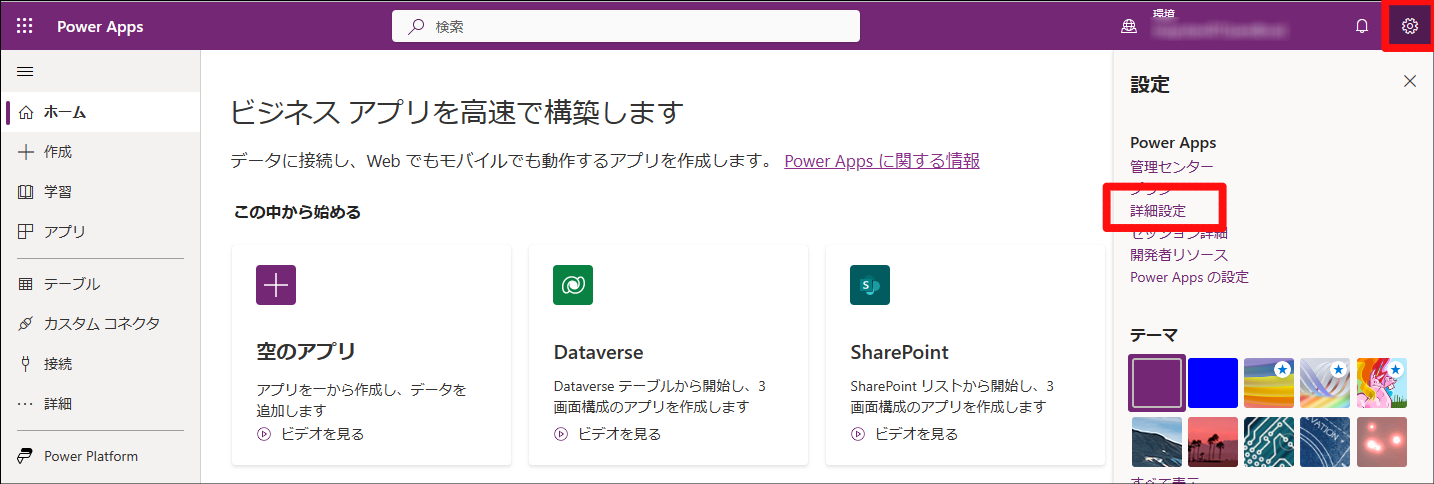 Power Apps
検索
環境
ホーム
作成
学習
アプリ
テーブル
カスタム コネクタ
接続
詳細
Power Platform
ビジネス アプリを高速で構築します
データに接続し、Web でもモバイルでも動作するアプリを作成します。 Power Apps に関する情報
この中から始める
空のアプリ
アプリを一から作成し、データを
追加します
ビデオを見る
Dataverse
Dataverse テーブルから開始し、3
画面構成のアプリを作成します
ビデオを見る
SharePoint
SharePoint リストから開始し、3
画面構成のアプリを作成します
ビデオを見る
設定
Power Apps
管理センター
プラン
詳細設定
セッション詳細
開発者リソース
Power Apps の設定
テーマ
すべて表示